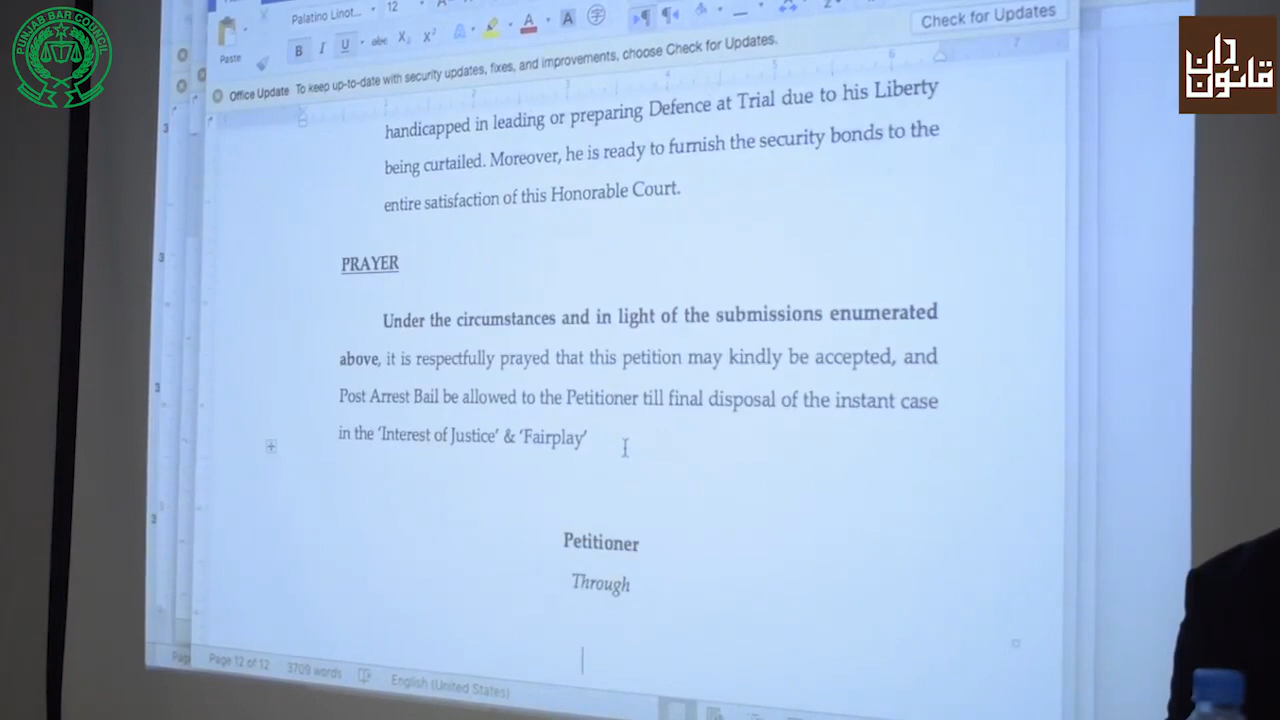 PUNJAB BAR COUNCIL
قانون دان
Palatino Linot... 12
Paste B I U abc X₂ X²
Check for Updates
Office Update To keep up-to-date with security updates, fixes, and improvements, choose Check for Updates.
handicapped in leading or preparing Defence at Trial due to his Liberty
being curtailed. Moreover, he is ready to furnish the security bonds to the
entire satisfaction of this Honorable Court.
PRAYER
Under the circumstances and in light of the submissions enumerated
above, it is respectfully prayed that this petition may kindly be accepted, and
Post Arrest Bail be allowed to the Petitioner till final disposal of the instant case
in the ‘Interest of Justice’ & ‘Fairplay’
Petitioner
Through
Page 12 of 12 3709 words English (United States)